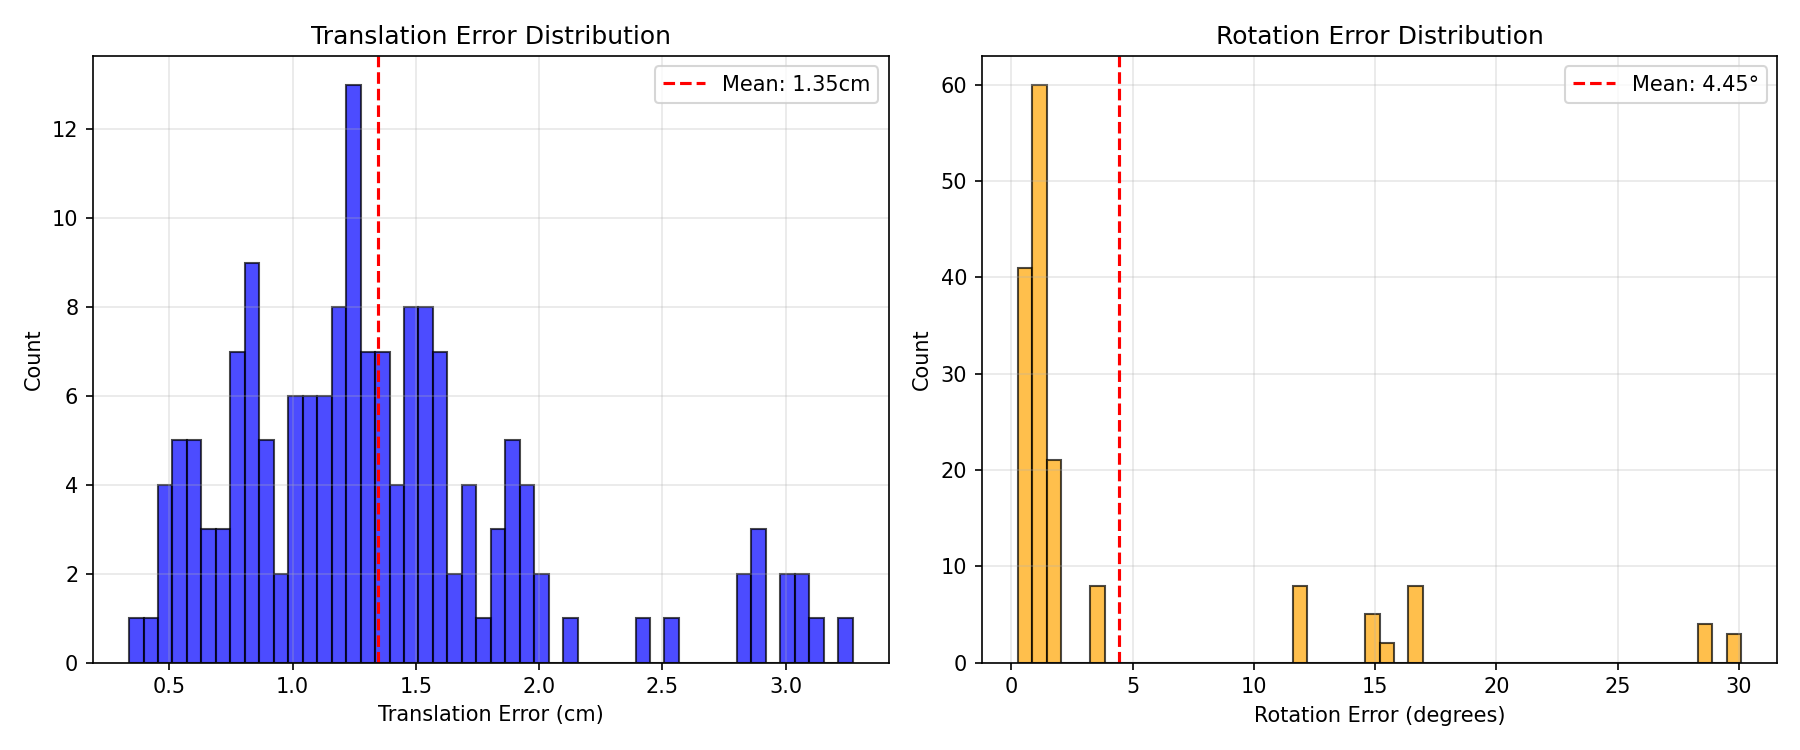 Translation Error Distribution
Mean: 1.35cm
12
10
8
6
4
2
0
Count
0.5 1.0 1.5 2.0 2.5 3.0
Translation Error (cm)
Rotation Error Distribution
Mean: 4.45°
60
50
40
30
20
10
0
Count
0 5 10 15 20 25 30
Rotation Error (degrees)